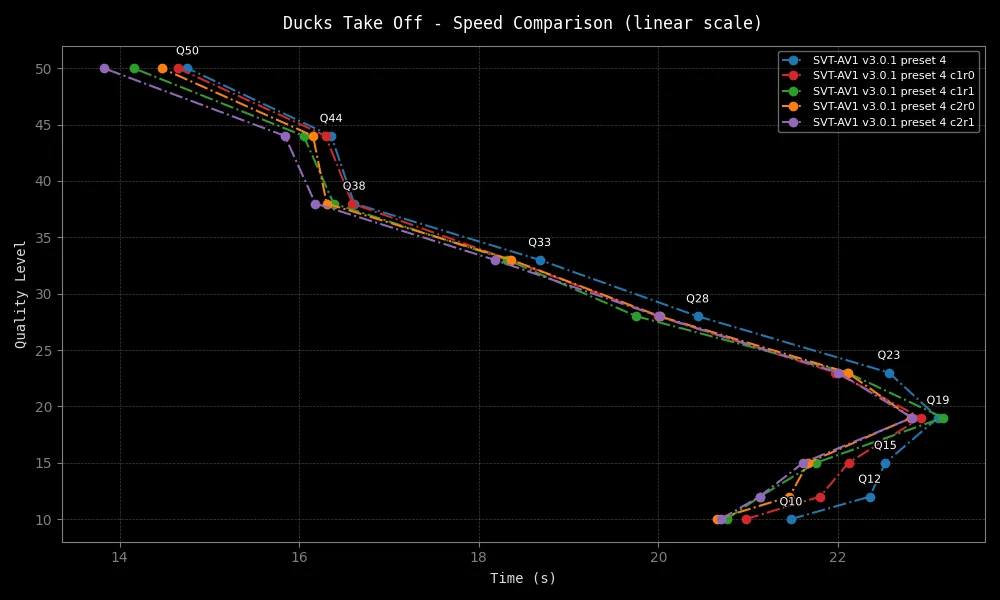 Ducks Take Off - Speed Comparison (linear scale)
SVT-AV1 v3.0.1 preset 4
SVT-AV1 v3.0.1 preset 4 c1r0
SVT-AV1 v3.0.1 preset 4 c1r1
SVT-AV1 v3.0.1 preset 4 c2r0
SVT-AV1 v3.0.1 preset 4 c2r1
Quality Level
50
45
40
35
30
25
20
15
10
Q50
Q44
Q38
Q33
Q28
Q23
Q19
Q15
Q12
Q10
14
16
18
20
22
Time (s)